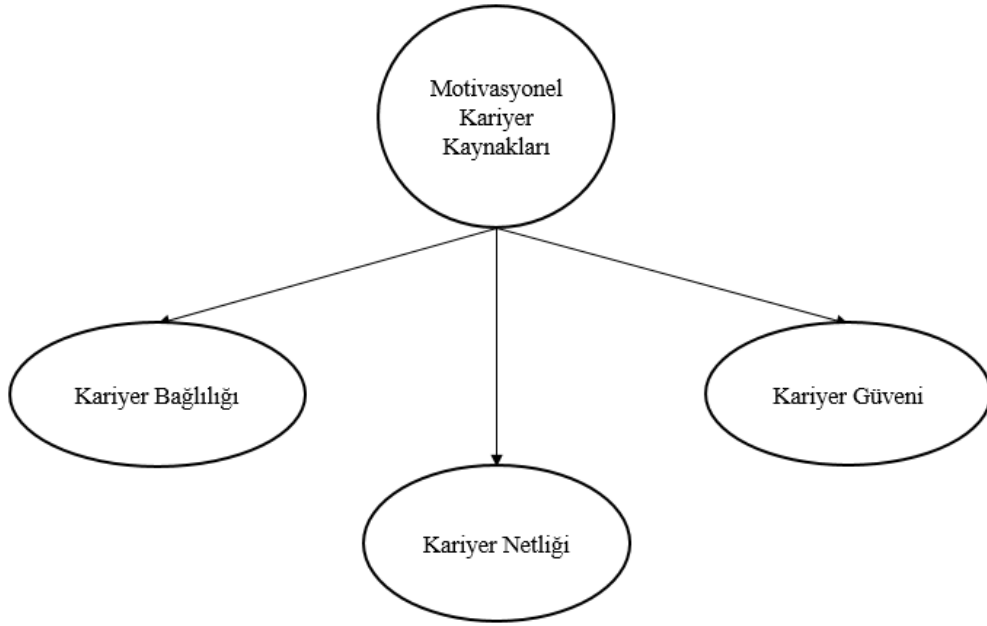 Motivasyonel
Kariyer
Kaynakları
Kariyer Bağlılığı
Kariyer Güveni
Kariyer Netliği